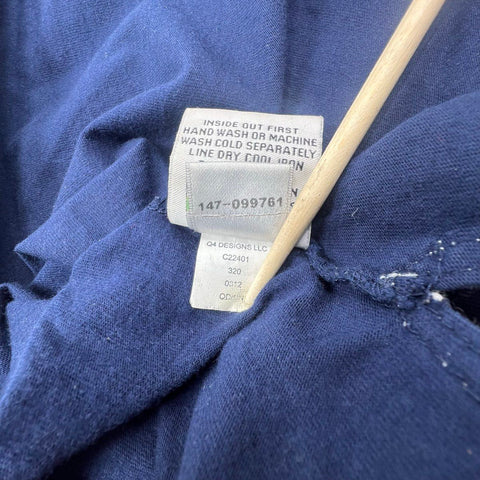 INSIDE OUT FIRST
HAND WASH OR MACHINE
WASH COLD SEPARATELY
LINE DRY COOL IRON
147-099761
Q4 DESIGNS LLC
C22401
320
0312